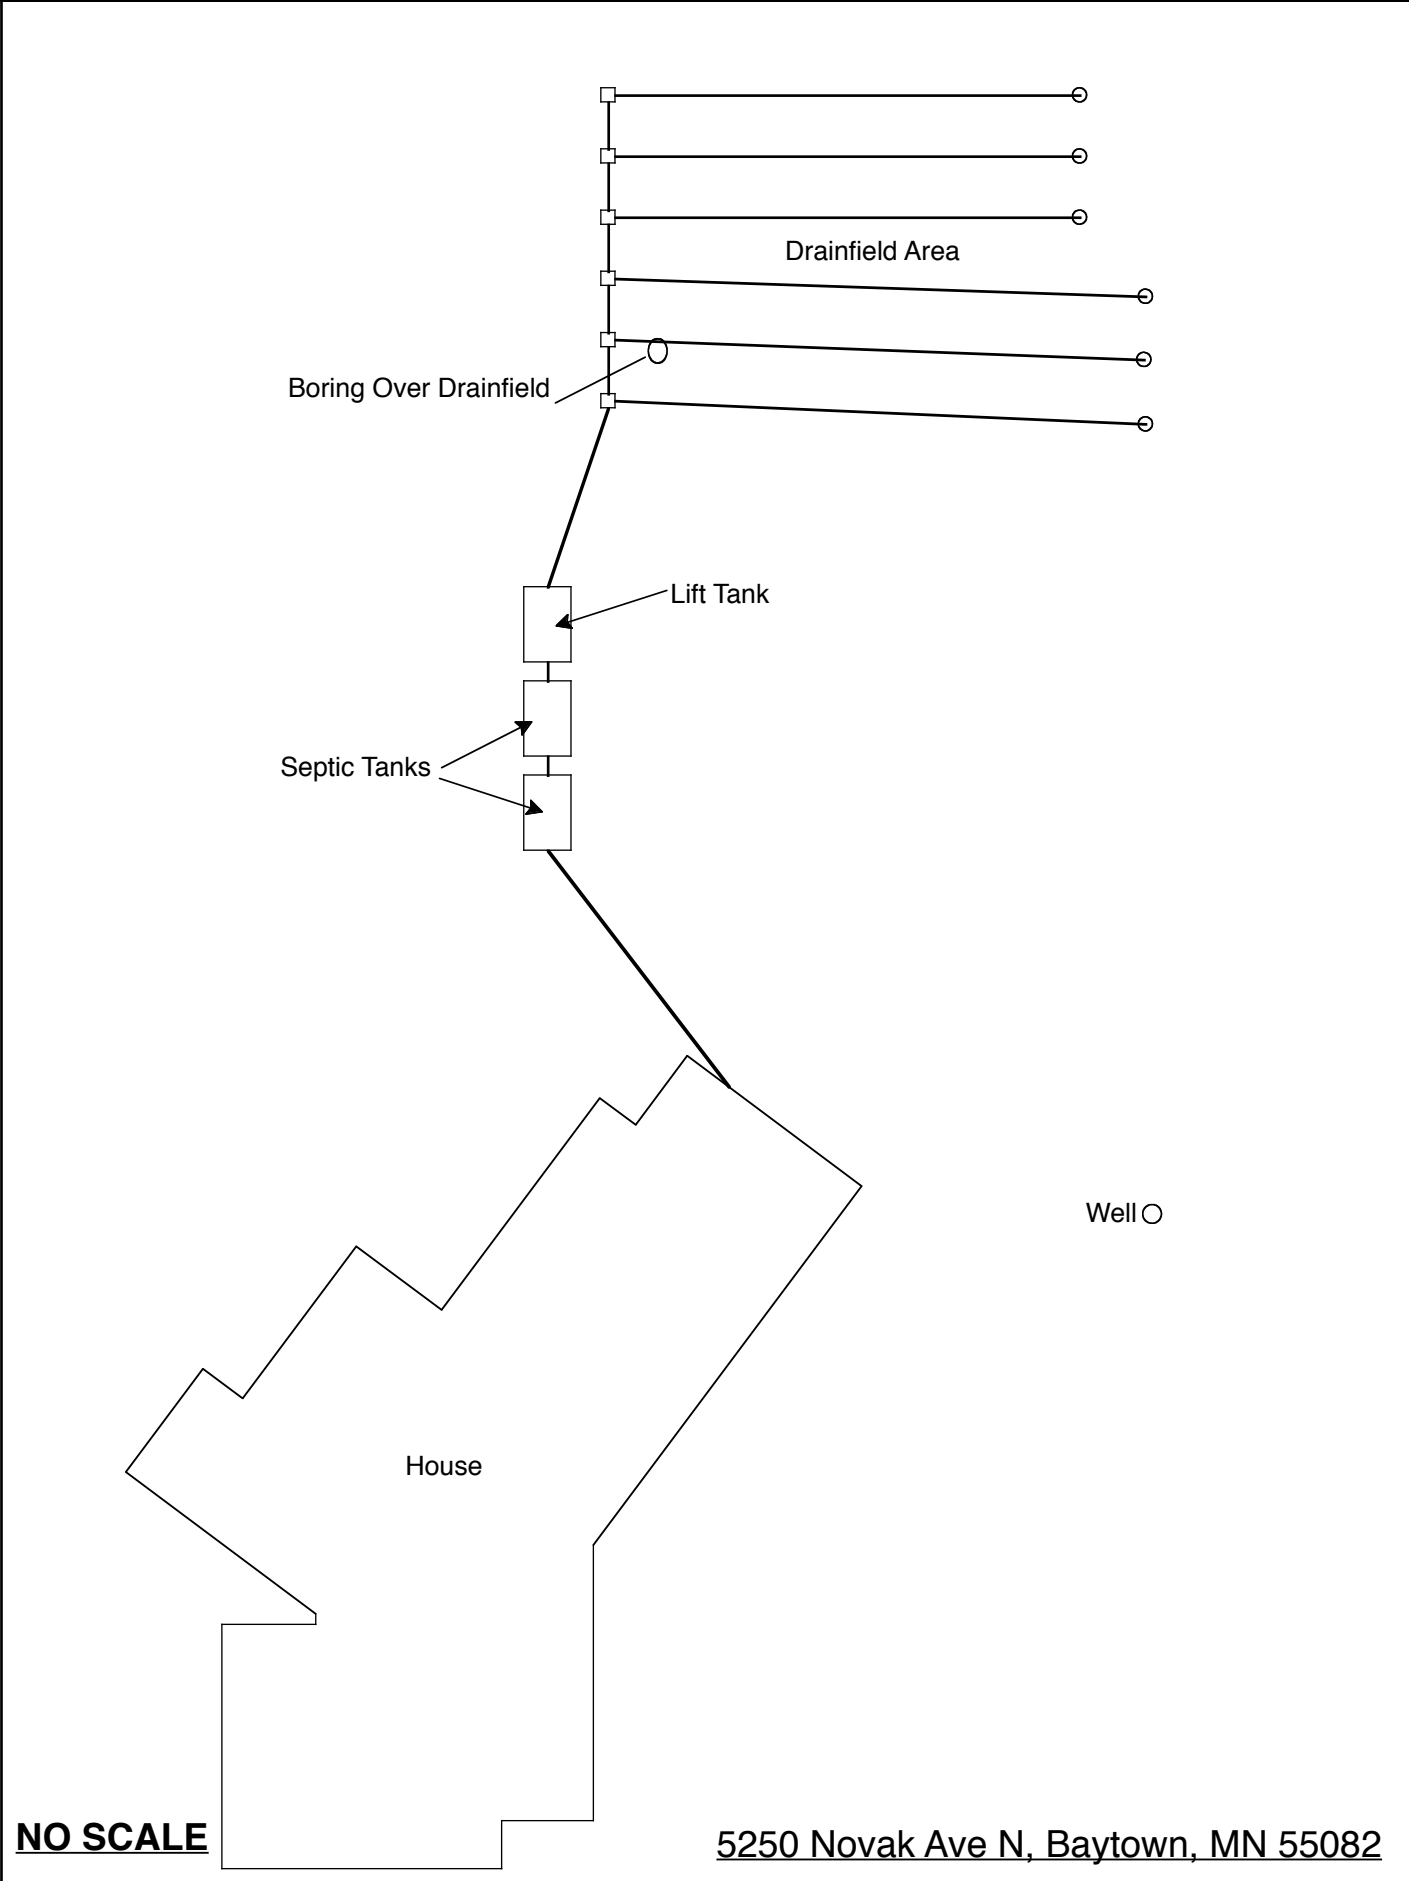 Drainfield Area
Boring Over Drainfield
Lift Tank
Septic Tanks
Well
House
NO SCALE
5250 Novak Ave N, Baytown, MN 55082